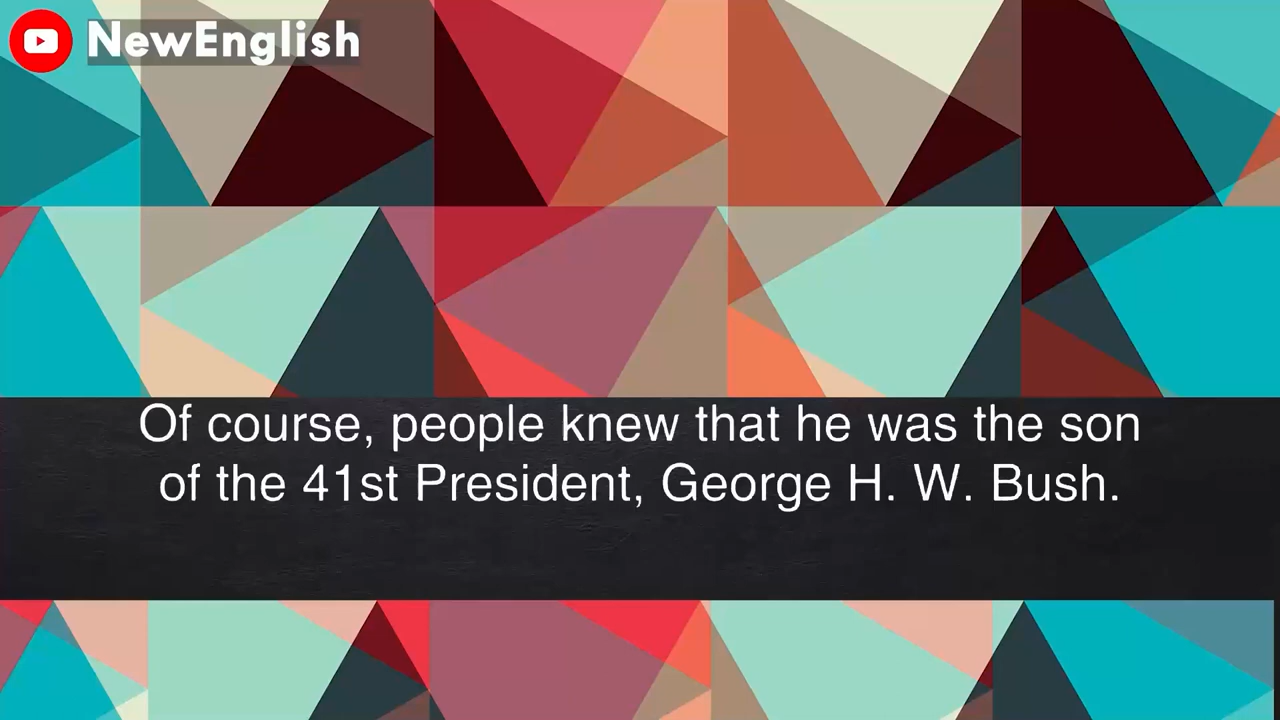 NewEnglish
Of course, people knew that he was the son
of the 41st President, George H. W. Bush.